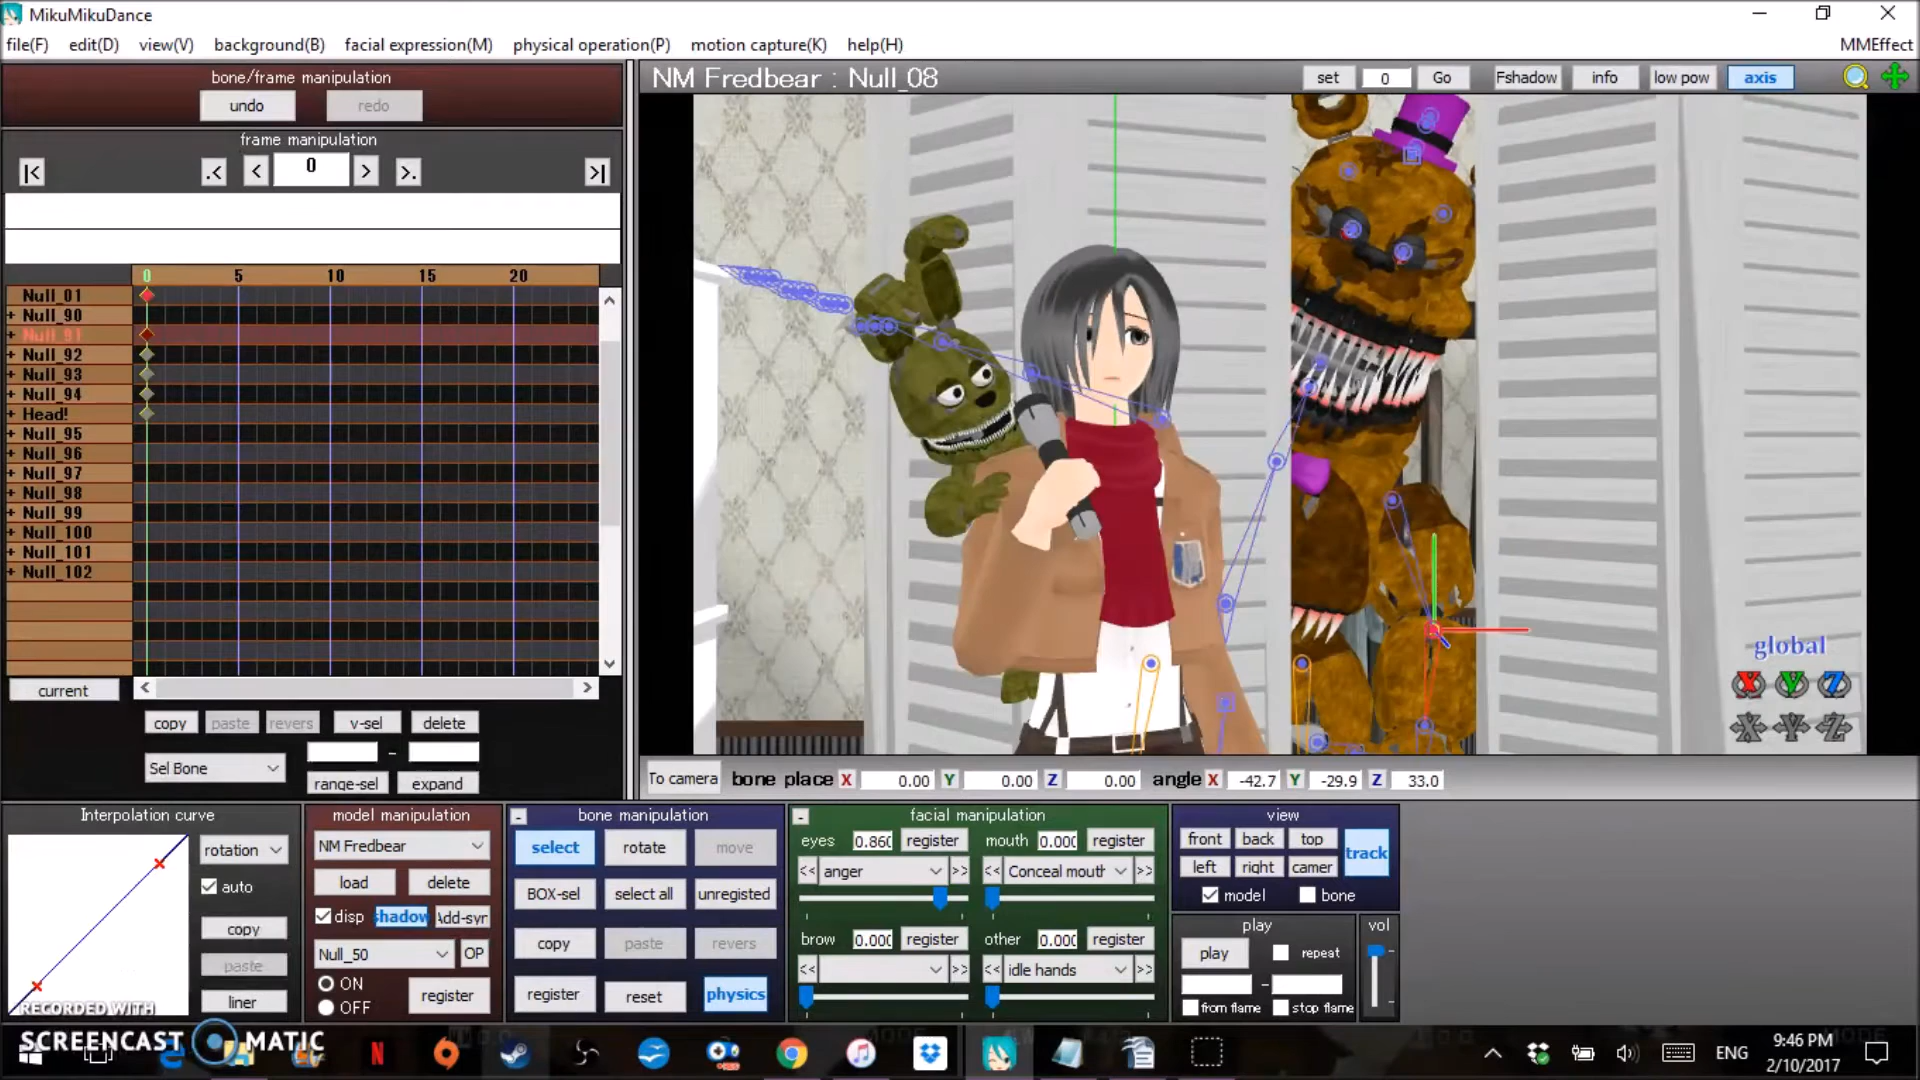 MikuMikuDance
file(F) edit(D) view(V) background(B) facial expression(M) physical operation(P) motion capture(K) help(H) MMEffect
bone/frame manipulation
undo redo
frame manipulation
|< .< < 0 > >. >|
NM Fredbear : Null_08 set 0 Go Fshadow info low pow axis
0 5 10 15 20
Null_01
+ Null_90
+ Null_91
+ Null_92
+ Null_93
+ Null_94
+ Head!
+ Null_95
+ Null_96
+ Null_97
+ Null_98
+ Null_99
+ Null_100
+ Null_101
+ Null_102
current
copy paste revers v-sel delete
Sel Bone -
range-sel expand
global
X Y Z
X Y Z
To camera bone place X 0.00 Y 0.00 Z 0.00 angle X -42.7 Y -29.9 Z 33.0
Interpolation curve
rotation
auto
copy
paste
liner
model manipulation
NM Fredbear
load delete
disp shadow Add-syn
Null_50 OP
ON
OFF
register
- bone manipulation
select rotate move
BOX-sel select all unregisted
copy paste revers
register reset physics
- facial manipulation
eyes 0.860 register mouth 0.000 register
<< anger >> << Conceal mouth >>
brow 0.000 register other 0.000 register
<< >> << idle hands >>
view
front back top
left right camer
track
model bone
play
play repeat
-
from flame stop flame
vol
RECORDED WITH
SCREENCAST MATIC
ENG
9:46 PM
2/10/2017